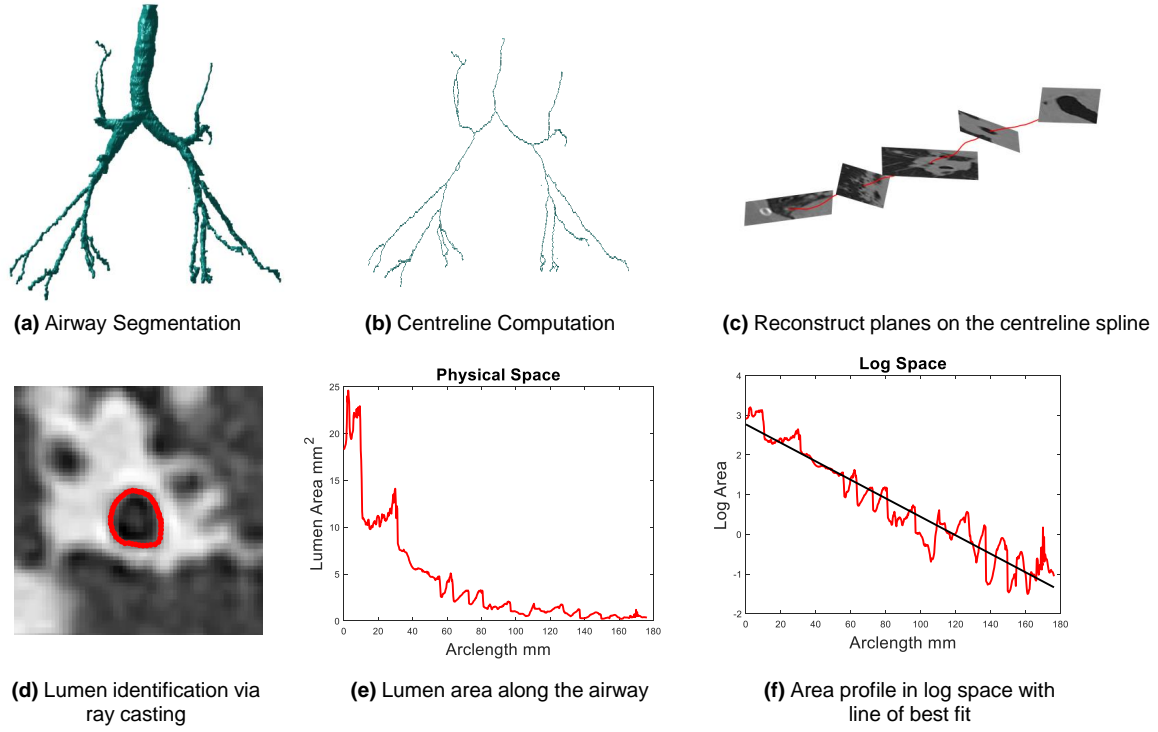 (a) Airway Segmentation
(b) Centreline Computation
(c) Reconstruct planes on the centreline spline
(d) Lumen identification via
ray casting
Physical Space
Lumen Area mm²
25
20
15
10
5
0
0 20 40 60 80 100 120 140 160 180
Arclength mm
(e) Lumen area along the airway
Log Space
Log Area
4
3
2
1
0
-1
-2
0 20 40 60 80 100 120 140 160 180
Arclength mm
(f) Area profile in log space with
line of best fit